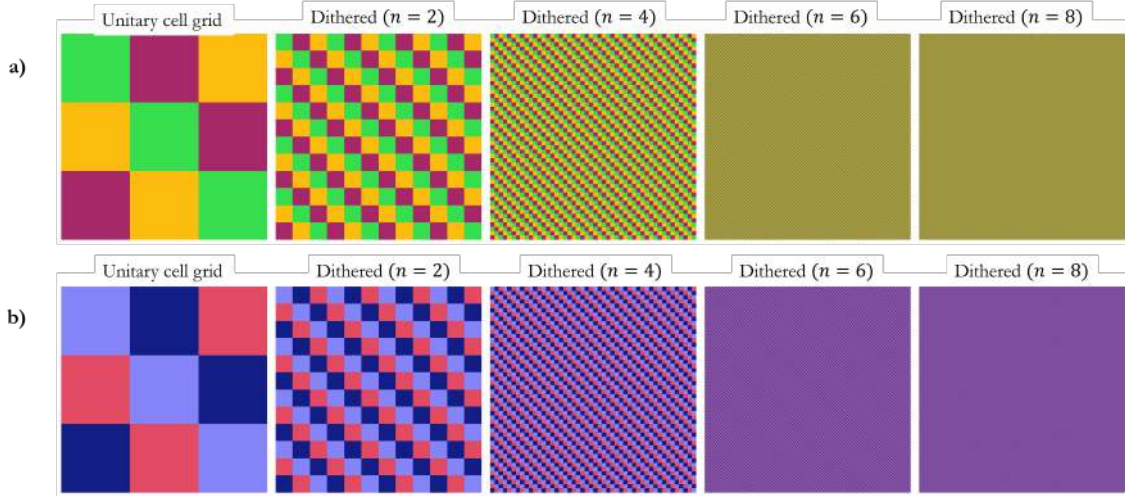 Unitary cell grid
Dithered (n = 2)
Dithered (n = 4)
Dithered (n = 6)
Dithered (n = 8)
a)
Unitary cell grid
Dithered (n = 2)
Dithered (n = 4)
Dithered (n = 6)
Dithered (n = 8)
b)